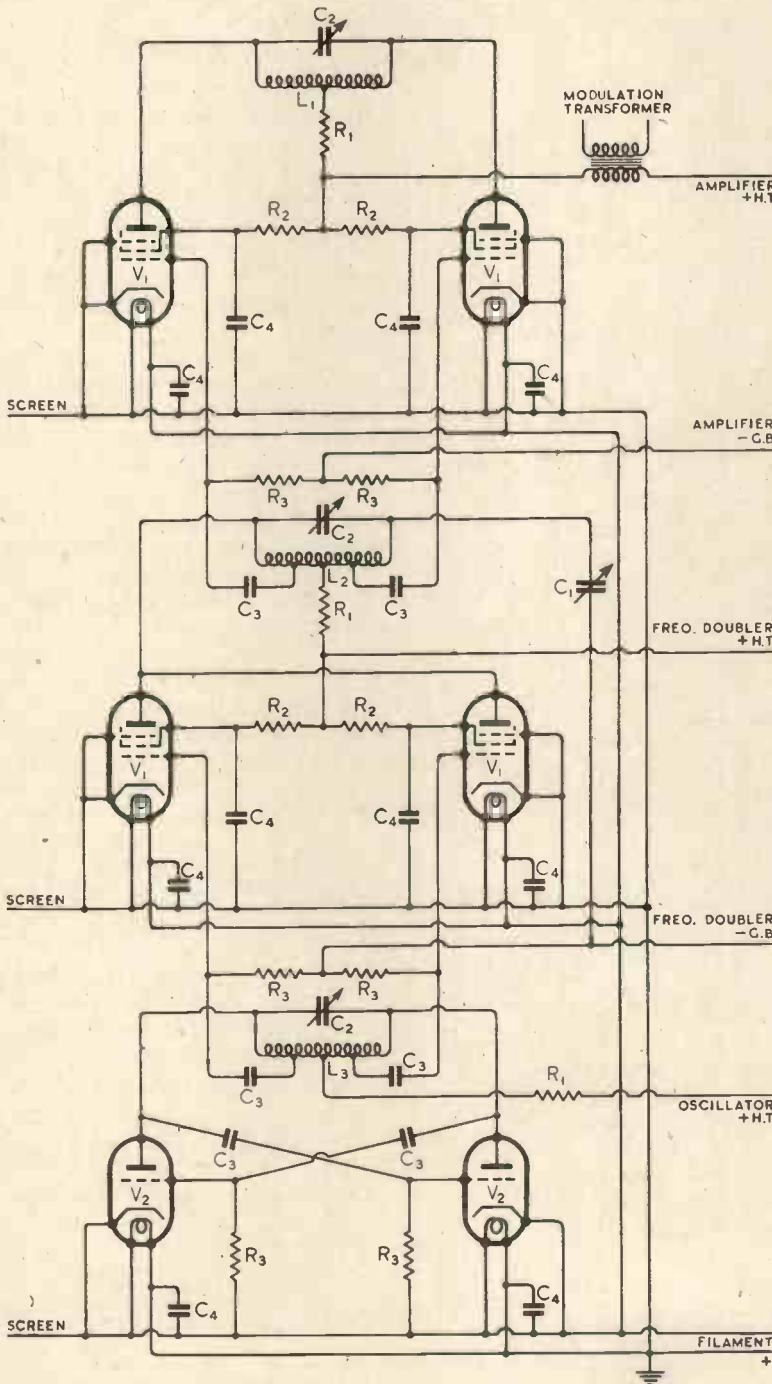 C2
L1
R1
MODULATION
TRANSFORMER
AMPLIFIER
+H.T
R2 R2
V1 V1
C4 C4
C4 C4
SCREEN
AMPLIFIER
-G.B
R3 R3
C2
L2
C3 C3
R1
C1
FREQ. DOUBLER
+H.T
R2 R2
V1 V1
C4 C4
C4 C4
SCREEN
FREQ. DOUBLER
-G.B
R3 R3
C2
L3
C3 C3
R1
OSCILLATOR
+H.T
C3 C3
V2 V2
R3 R3
C4 C4
SCREEN
FILAMENT
+